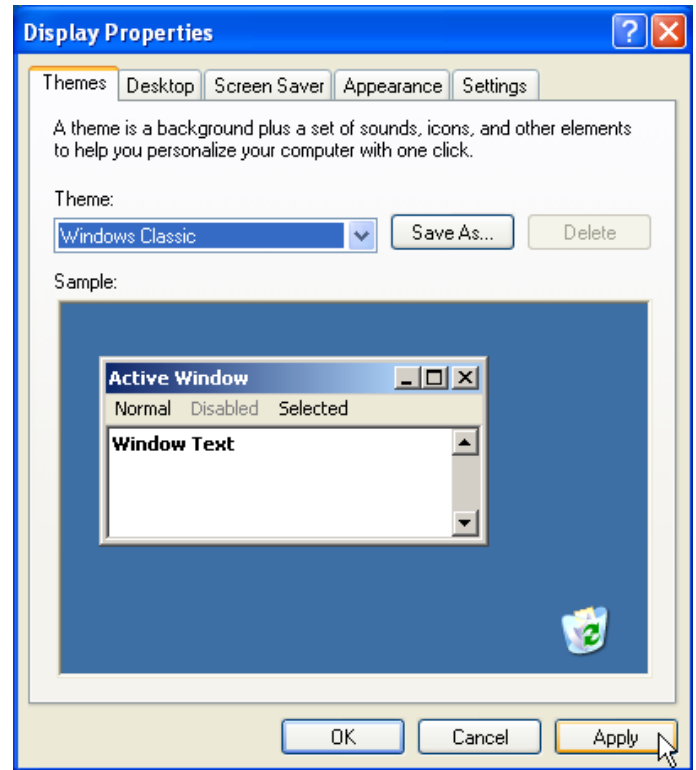 Display Properties
?
Themes Desktop Screen Saver Appearance Settings
A theme is a background plus a set of sounds, icons, and other elements
to help you personalize your computer with one click.
Theme:
Windows Classic Save As... Delete
Sample:
Active Window
Normal Disabled Selected
Window Text
OK Cancel Apply